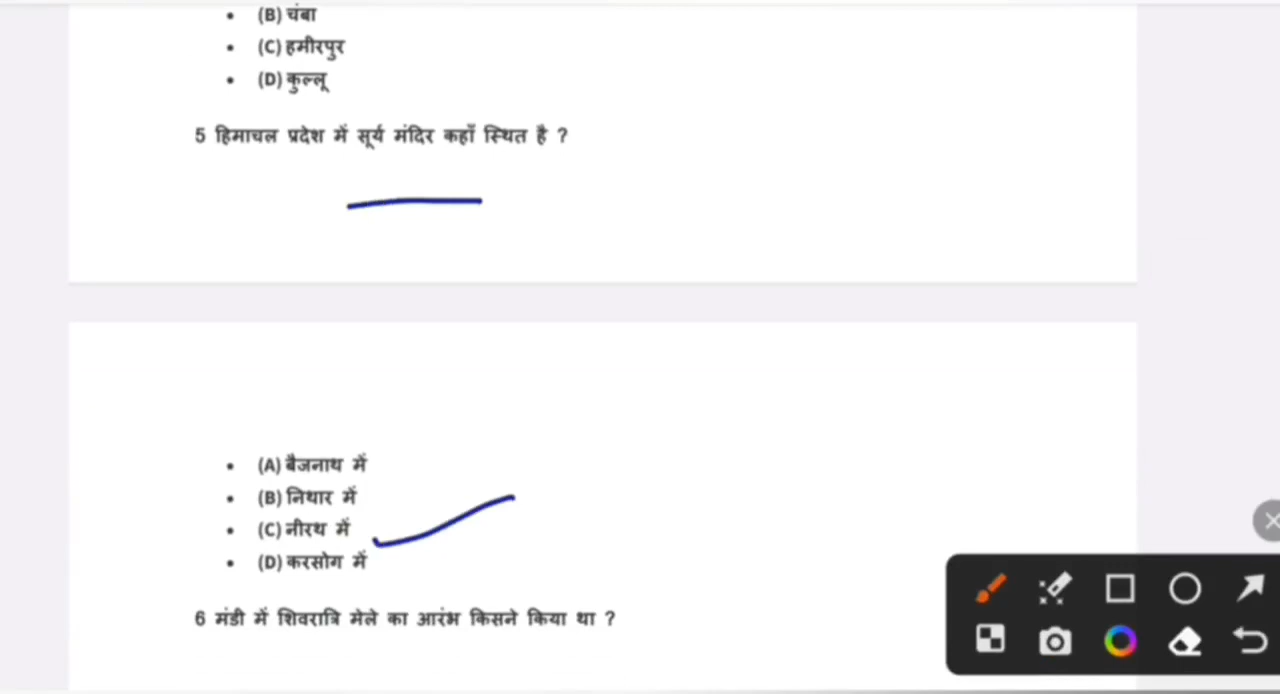 • (B) चंबा
• (C) हमीरपुर
• (D) कुल्लू
5 हिमाचल प्रदेश में सूर्य मंदिर कहाँ स्थित है ?
• (A) बैजनाथ में
• (B) निथार में
• (C) नीरथ में
• (D) करसोग में
6 मंडी में शिवरात्रि मेले का आरंभ किसने किया था ?